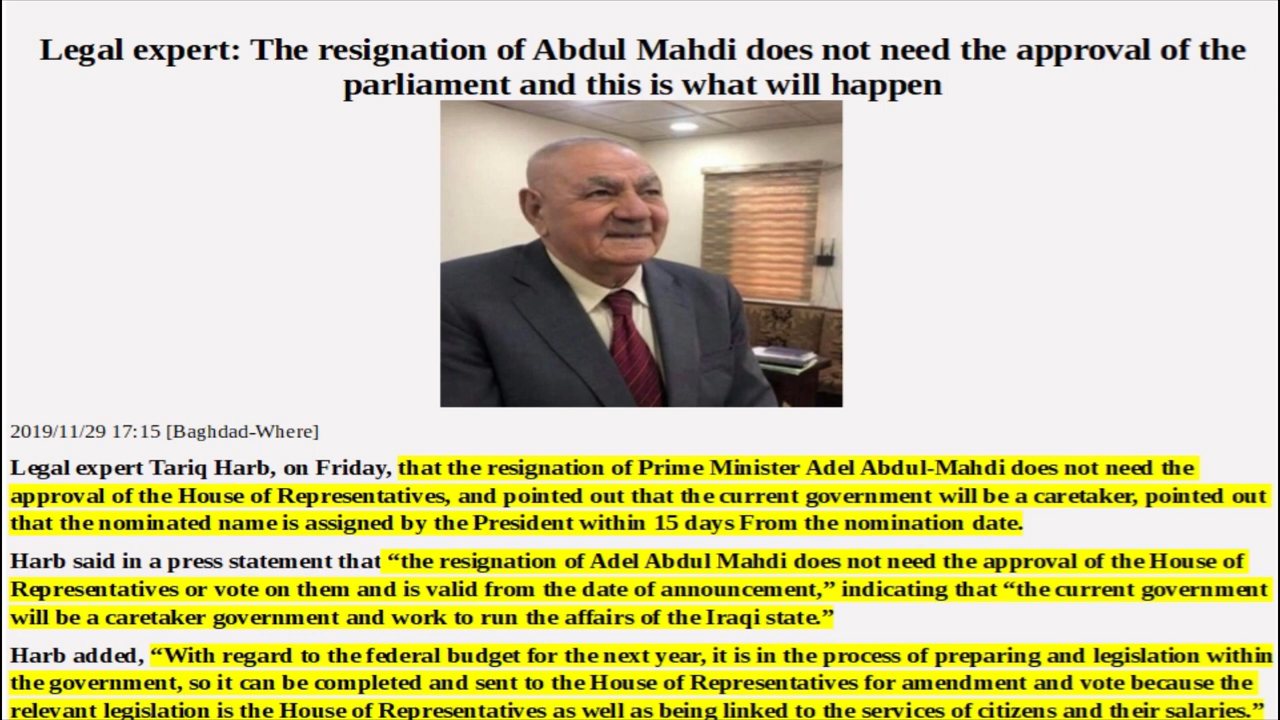 Legal expert: The resignation of Abdul Mahdi does not need the approval of the
parliament and this is what will happen
2019/11/29 17:15 [Baghdad-Where]
Legal expert Tariq Harb, on Friday, that the resignation of Prime Minister Adel Abdul-Mahdi does not need the
approval of the House of Representatives, and pointed out that the current government will be a caretaker, pointed out
that the nominated name is assigned by the President within 15 days From the nomination date.
Harb said in a press statement that “the resignation of Adel Abdul Mahdi does not need the approval of the House of
Representatives or vote on them and is valid from the date of announcement,” indicating that “the current government
will be a caretaker government and work to run the affairs of the Iraqi state.”
Harb added, “With regard to the federal budget for the next year, it is in the process of preparing and legislation within
the government, so it can be completed and sent to the House of Representatives for amendment and vote because the
relevant legislation is the House of Representatives as well as being linked to the services of citizens and their salaries.”